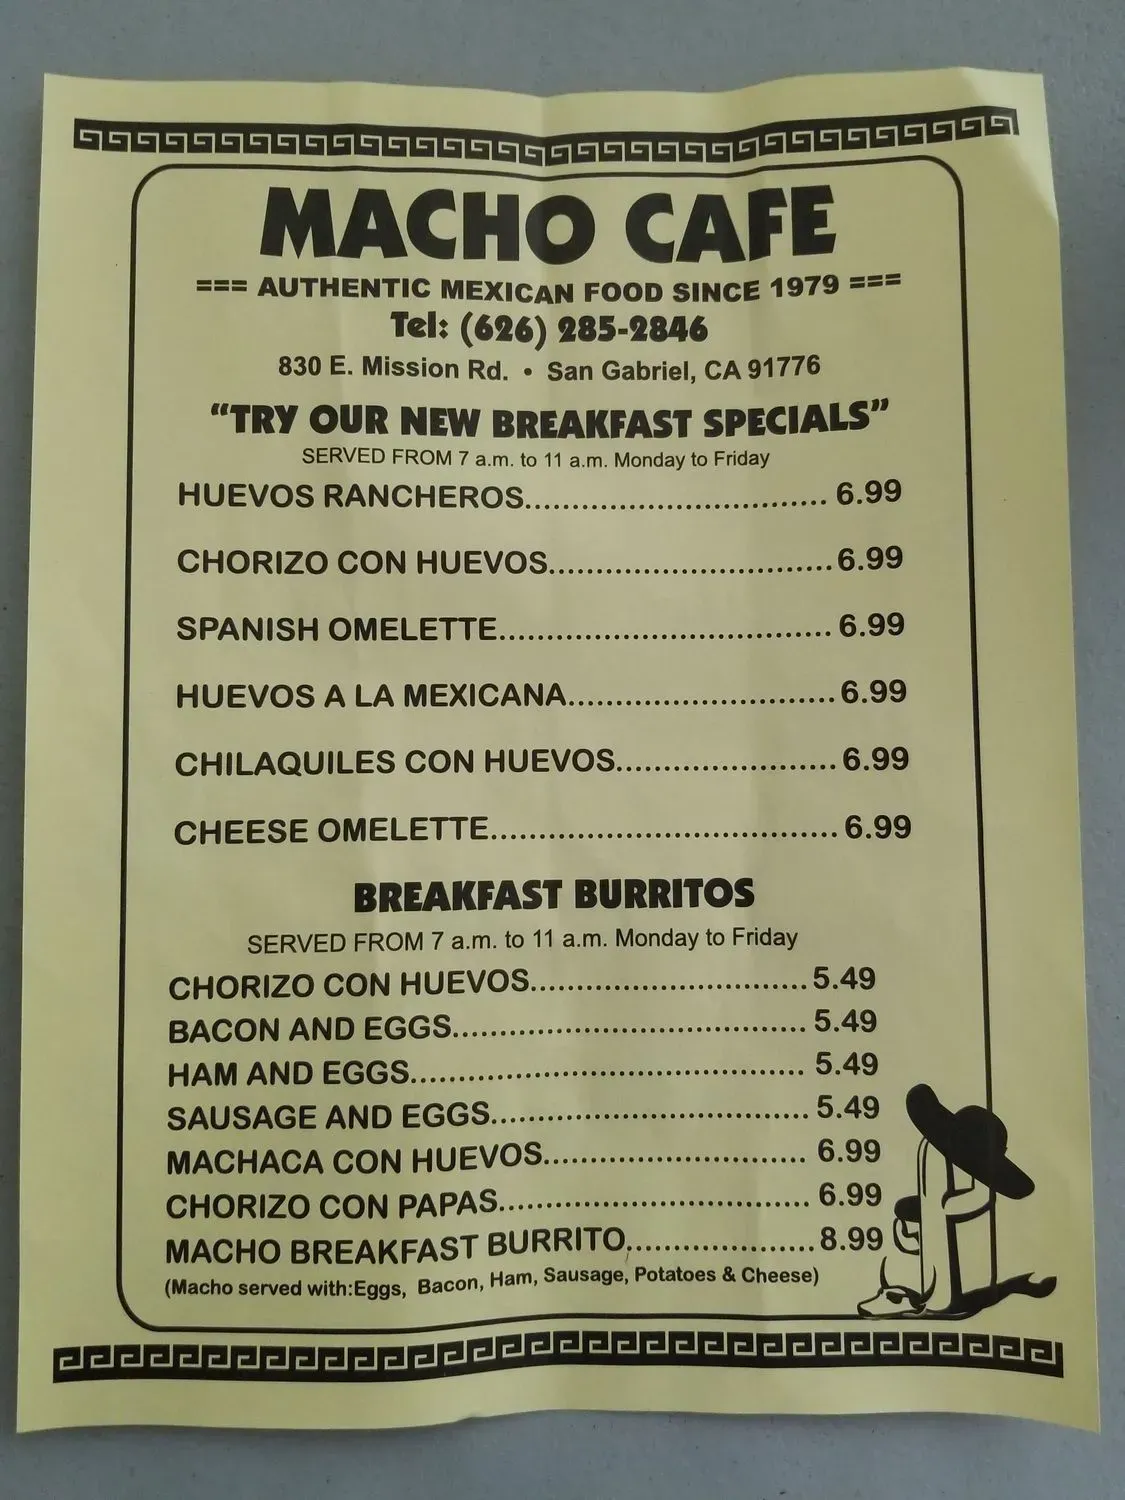 MACHO CAFE
=== AUTHENTIC MEXICAN FOOD SINCE 1979 ===
Tel: (626) 285-2846
830 E. Mission Rd. • San Gabriel, CA 91776
"TRY OUR NEW BREAKFAST SPECIALS"
SERVED FROM 7 a.m. to 11 a.m. Monday to Friday
HUEVOS RANCHEROS................................ 6.99
CHORIZO CON HUEVOS..............................6.99
SPANISH OMELETTE................................... 6.99
HUEVOS A LA MEXICANA............................6.99
CHILAQUILES CON HUEVOS....................... 6.99
CHEESE OMELETTE.................................... 6.99
BREAKFAST BURRITOS
SERVED FROM 7 a.m. to 11 a.m. Monday to Friday
CHORIZO CON HUEVOS.............................5.49
BACON AND EGGS..................................... 5.49
HAM AND EGGS......................................... 5.49
SAUSAGE AND EGGS................................. 5.49
MACHACA CON HUEVOS............................ 6.99
CHORIZO CON PAPAS................................. 6.99
MACHO BREAKFAST BURRITO....................8.99
(Macho served with:Eggs, Bacon, Ham, Sausage, Potatoes & Cheese)